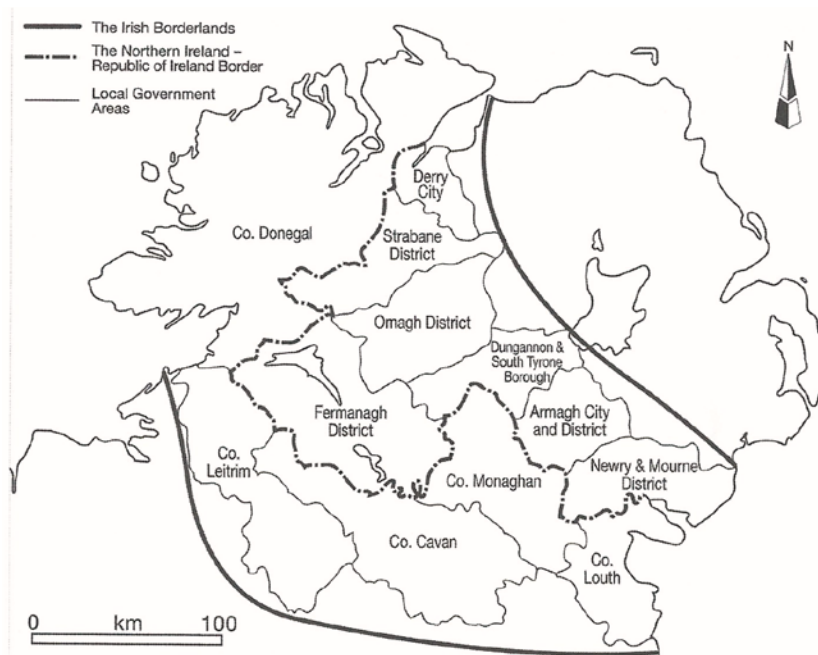 The Irish Borderlands
The Northern Ireland –
Republic of Ireland Border
Local Government
Areas
N
Derry
City
Co. Donegal
Strabane
District
Omagh District
Dungannon &
South Tyrone
Borough
Fermanagh
District
Armagh City
and District
Co.
Leitrim
Newry & Mourne
District
Co. Monaghan
Co. Cavan
Co.
Louth
0 100
km